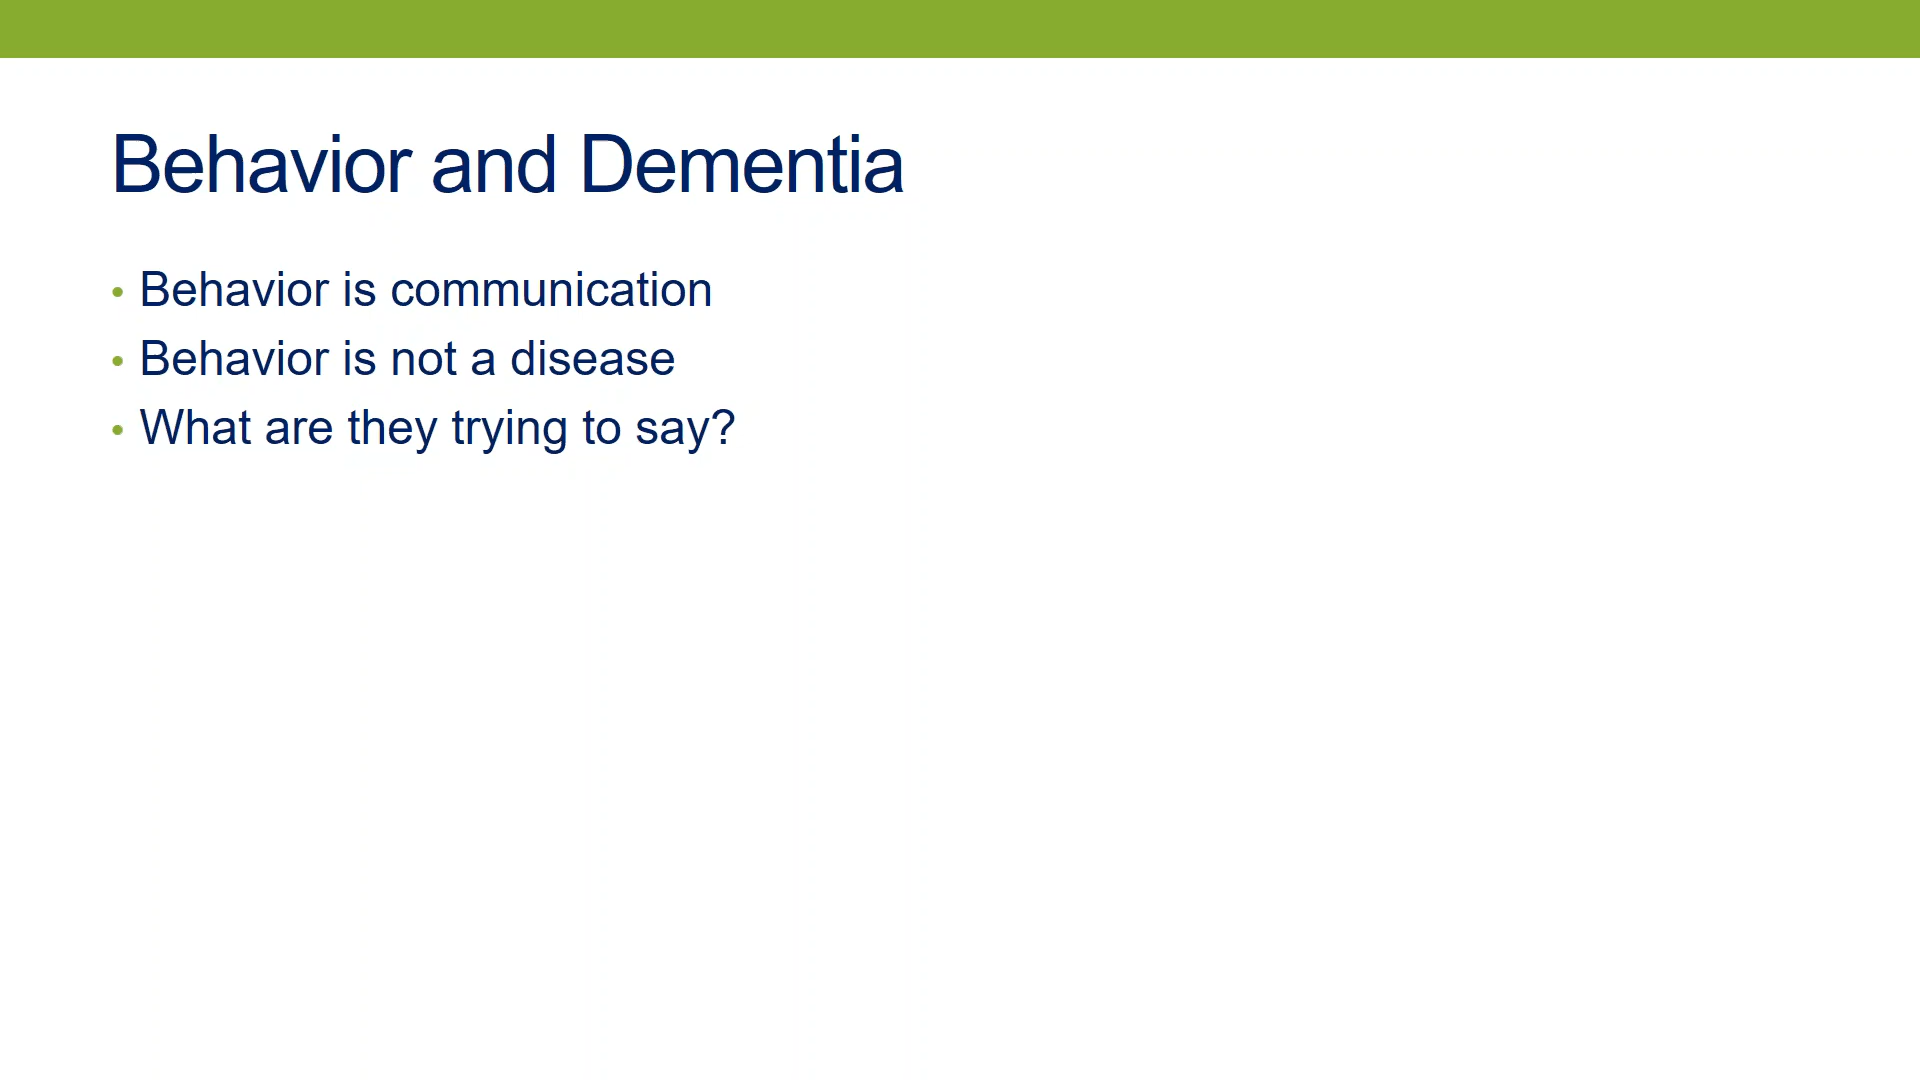 Behavior and Dementia
• Behavior is communication
• Behavior is not a disease
• What are they trying to say?